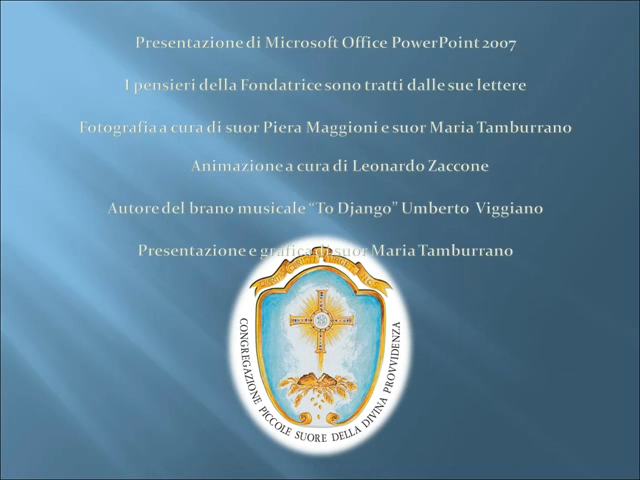 Presentazione di Microsoft Office PowerPoint 2007
I pensieri della Fondatrice sono tratti dalle sue lettere
Fotografia a cura di suor Piera Maggioni e suor Maria Tamburrano
Animazione a cura di Leonardo Zaccone
Autore del brano musicale “To Django” Umberto Viggiano
Presentazione e grafica di suor Maria Tamburrano
CONGREGAZIONE PICCOLE SUORE DELLA DIVINA PROVVIDENZA